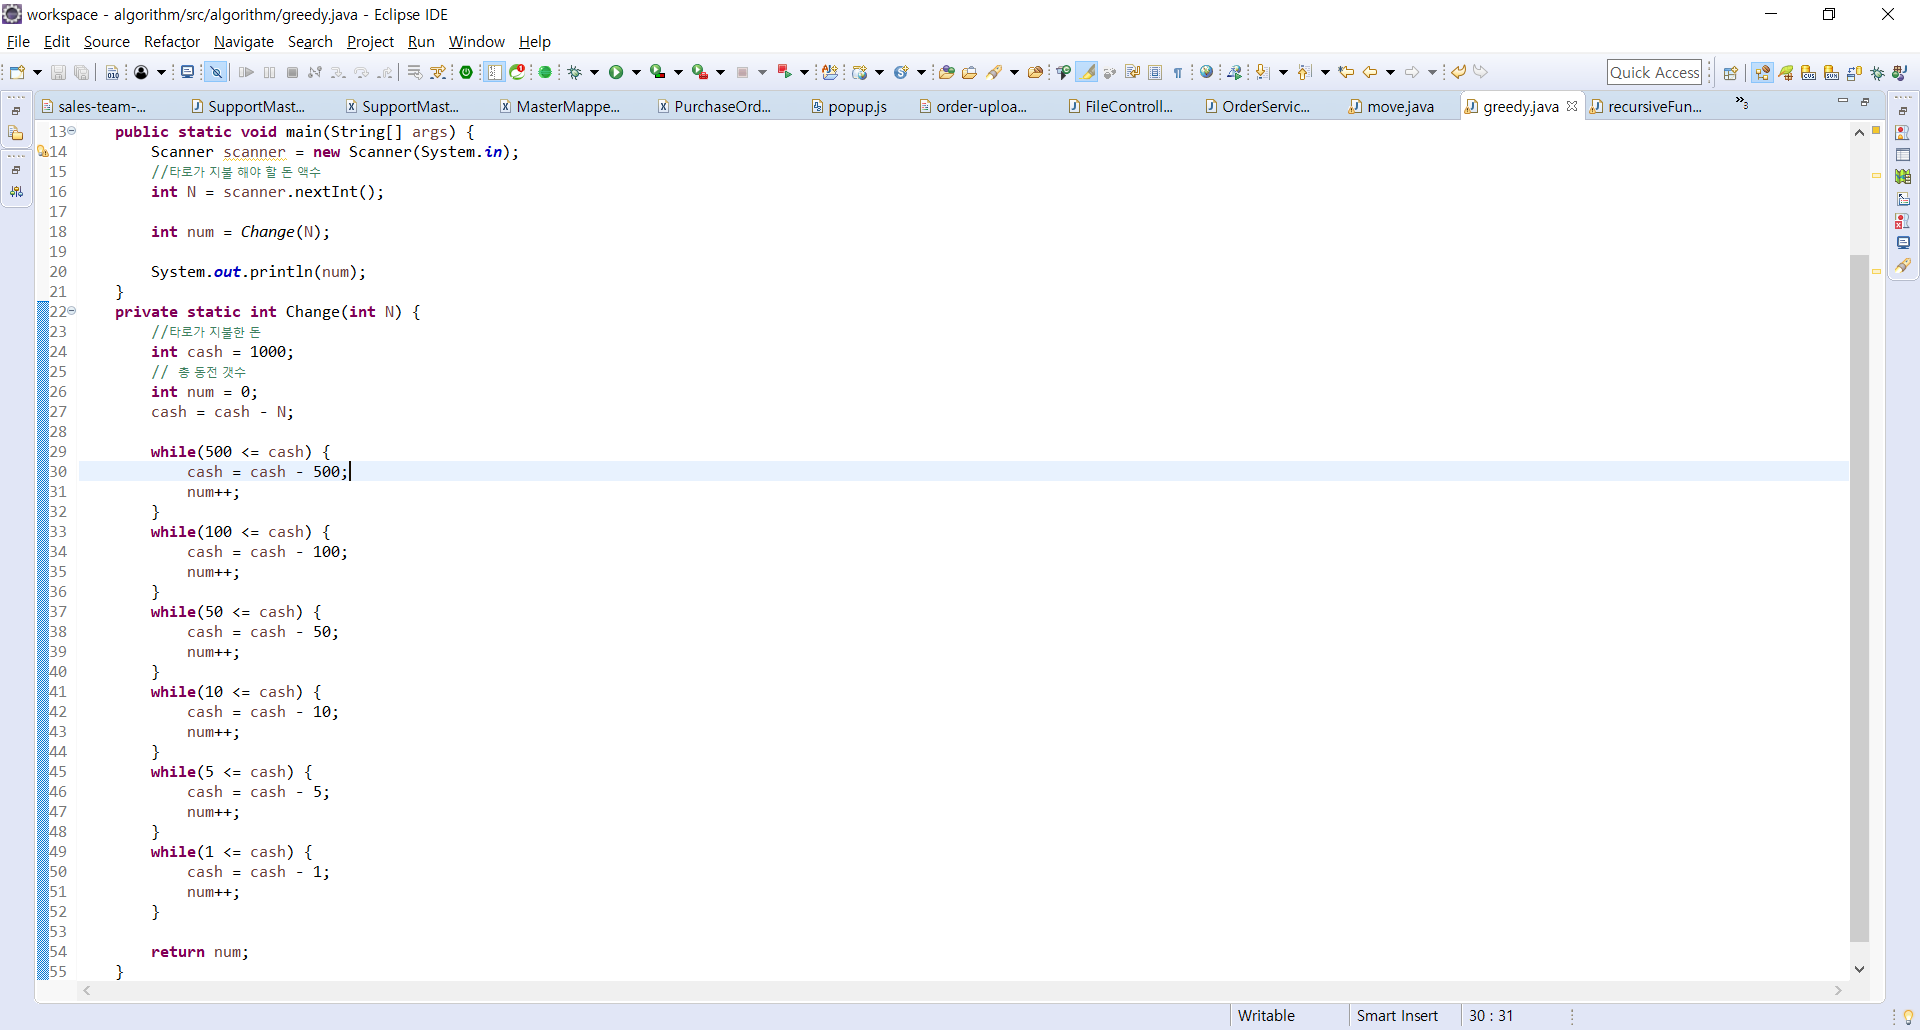 workspace - algorithm/src/algorithm/greedy.java - Eclipse IDE
File Edit Source Refactor Navigate Search Project Run Window Help
Quick Access
sales-team-... SupportMast... SupportMast... MasterMappe... PurchaseOrd... popup.js order-uploa... FileControll... OrderServic... move.java greedy.java recursiveFun... »3
13 public static void main(String[] args) {
14 Scanner scanner = new Scanner(System.in);
15 //타로가 지불 해야 할 돈 액수
16 int N = scanner.nextInt();
17
18 int num = Change(N);
19
20 System.out.println(num);
21 }
22 private static int Change(int N) {
23 //타로가 지불한 돈
24 int cash = 1000;
25 // 총 동전 갯수
26 int num = 0;
27 cash = cash - N;
28
29 while(500 <= cash) {
30 cash = cash - 500;
31 num++;
32 }
33 while(100 <= cash) {
34 cash = cash - 100;
35 num++;
36 }
37 while(50 <= cash) {
38 cash = cash - 50;
39 num++;
40 }
41 while(10 <= cash) {
42 cash = cash - 10;
43 num++;
44 }
45 while(5 <= cash) {
46 cash = cash - 5;
47 num++;
48 }
49 while(1 <= cash) {
50 cash = cash - 1;
51 num++;
52 }
53
54 return num;
55 }
Writable Smart Insert 30 : 31